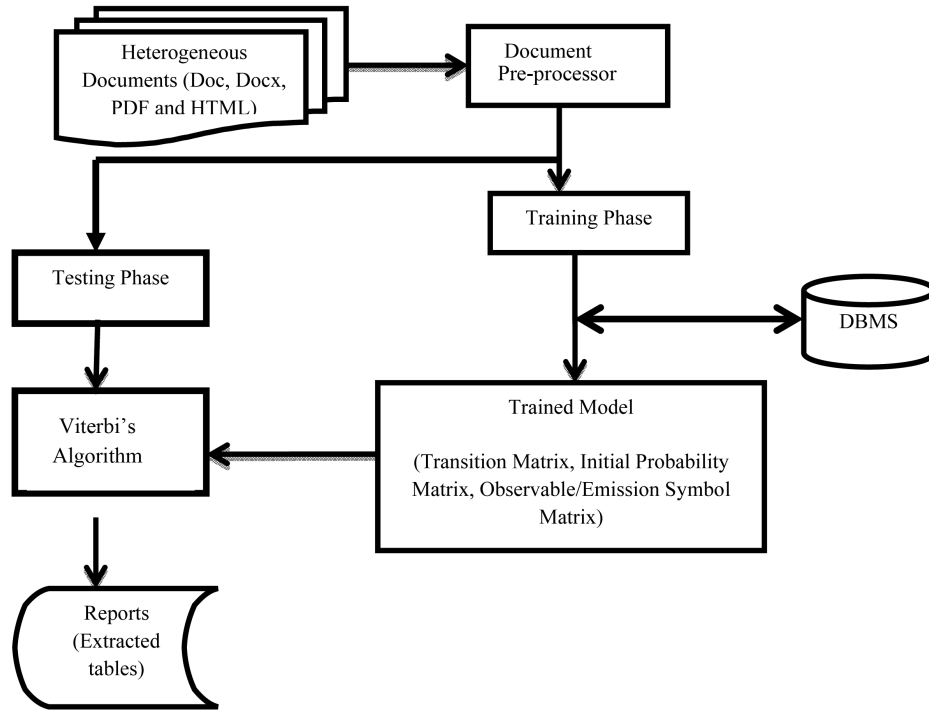 Heterogeneous
Documents (Doc, Docx,
PDF and HTML)
Document
Pre-processor
Training Phase
Testing Phase
DBMS
Viterbi’s
Algorithm
Trained Model
(Transition Matrix, Initial Probability
Matrix, Observable/Emission Symbol
Matrix)
Reports
(Extracted
tables)